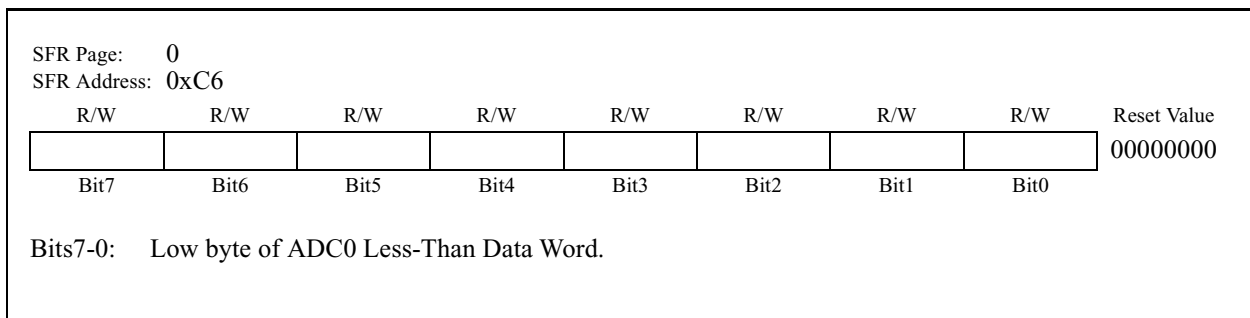 SFR Page: 0
SFR Address: 0xC6
R/W R/W R/W R/W R/W R/W R/W R/W Reset Value
00000000
Bit7 Bit6 Bit5 Bit4 Bit3 Bit2 Bit1 Bit0
Bits7-0: Low byte of ADC0 Less-Than Data Word.